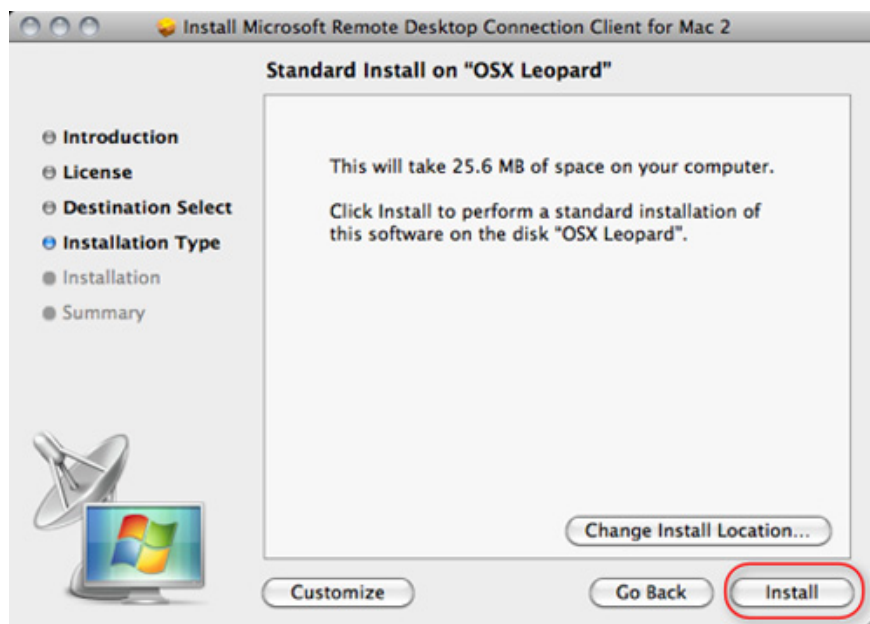 Install Microsoft Remote Desktop Connection Client for Mac 2
Standard Install on “OSX Leopard”
Introduction
License
Destination Select
Installation Type
Installation
Summary
This will take 25.6 MB of space on your computer.
Click Install to perform a standard installation of
this software on the disk “OSX Leopard”.
Change Install Location...
Customize
Go Back
Install